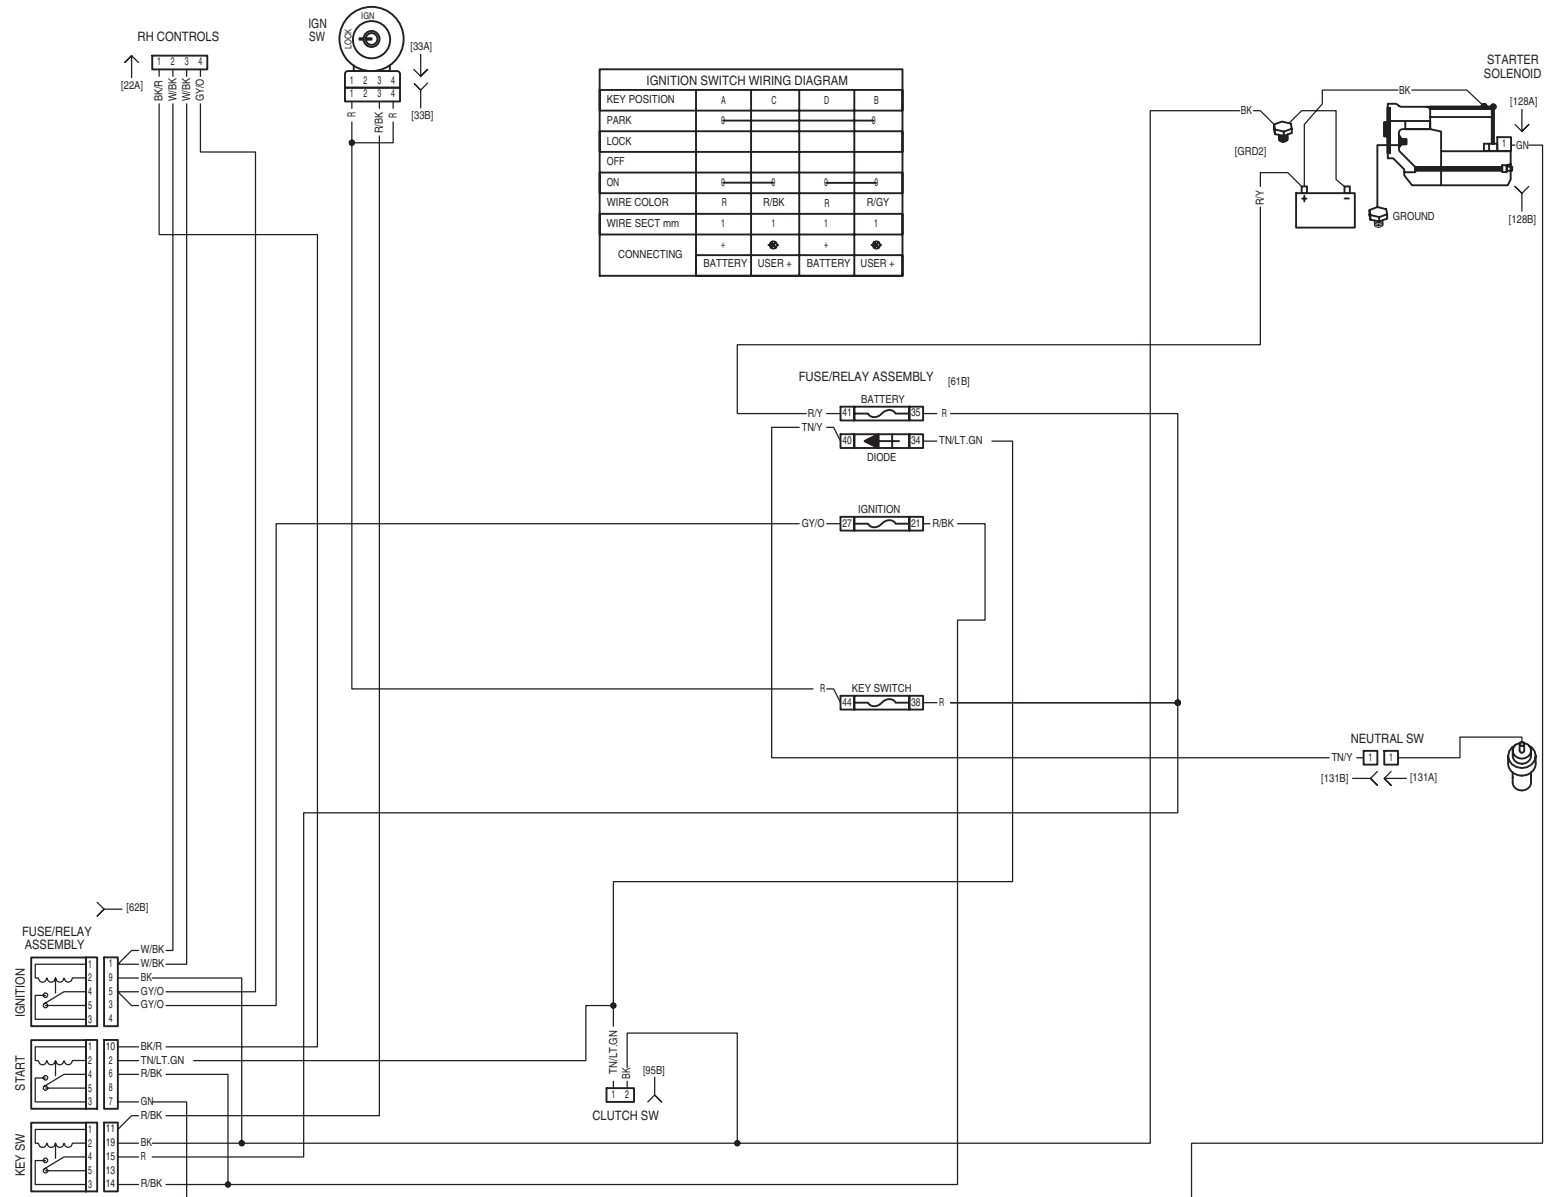 RH CONTROLS
[22A]
1 2 3 4
BK/R
W/BK
W/BK
GY/O
IGN
SW
IGN
LOCK
[33A]
1 2 3 4
1 2 3 4
[33B]
R
R/BK
R
IGNITION SWITCH WIRING DIAGRAM
KEY POSITION A C D B
PARK
LOCK
OFF
ON
WIRE COLOR R R/BK R R/GY
WIRE SECT mm 1 1 1 1
CONNECTING + +
BATTERY USER + BATTERY USER +
STARTER
SOLENOID
BK
[128A]
BK
[GRD2]
1
GN
R/Y
+ -
GROUND
[128B]
FUSE/RELAY ASSEMBLY [61B]
BATTERY
R/Y 41 35 R
TN/Y
40 34 TN/LT.GN
DIODE
IGNITION
GY/O 27 21 R/BK
KEY SWITCH
R
44 38 R
NEUTRAL SW
TN/Y 1 1
[131B] [131A]
[62B]
FUSE/RELAY
ASSEMBLY
IGNITION
W/BK
1 1 W/BK
2 9 BK
4 5 GY/O
5 3 GY/O
3 4
START
1 10 BK/R
2 2 TN/LT.GN
4 6 R/BK
5 8
3 7 GN
KEY SW
R/BK
1 11
2 19 BK
4 15 R
5 13
3 14 R/BK
TN/LT.GN
BK
[95B]
1 2
CLUTCH SW